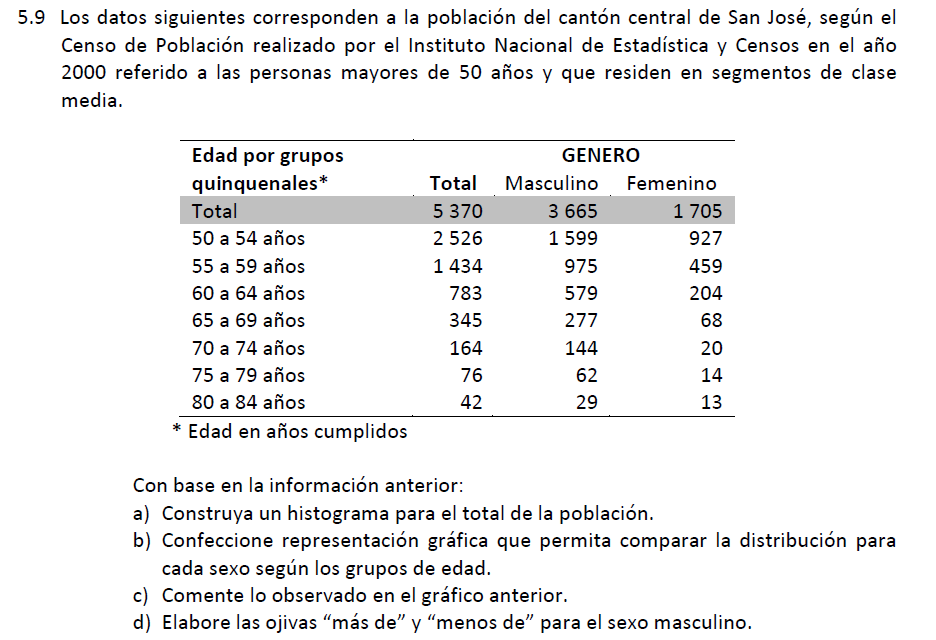 5.9 Los datos siguientes corresponden a la población del cantón central de San José, según el
Censo de Población realizado por el Instituto Nacional de Estadística y Censos en el año
2000 referido a las personas mayores de 50 años y que residen en segmentos de clase
media.
Edad por grupos GENERO
quinquenales* Total Masculino Femenino
Total 5 370 3 665 1 705
50 a 54 años 2 526 1 599 927
55 a 59 años 1 434 975 459
60 a 64 años 783 579 204
65 a 69 años 345 277 68
70 a 74 años 164 144 20
75 a 79 años 76 62 14
80 a 84 años 42 29 13
* Edad en años cumplidos
Con base en la información anterior:
a) Construya un histograma para el total de la población.
b) Confeccione representación gráfica que permita comparar la distribución para
cada sexo según los grupos de edad.
c) Comente lo observado en el gráfico anterior.
d) Elabore las ojivas “más de” y “menos de” para el sexo masculino.